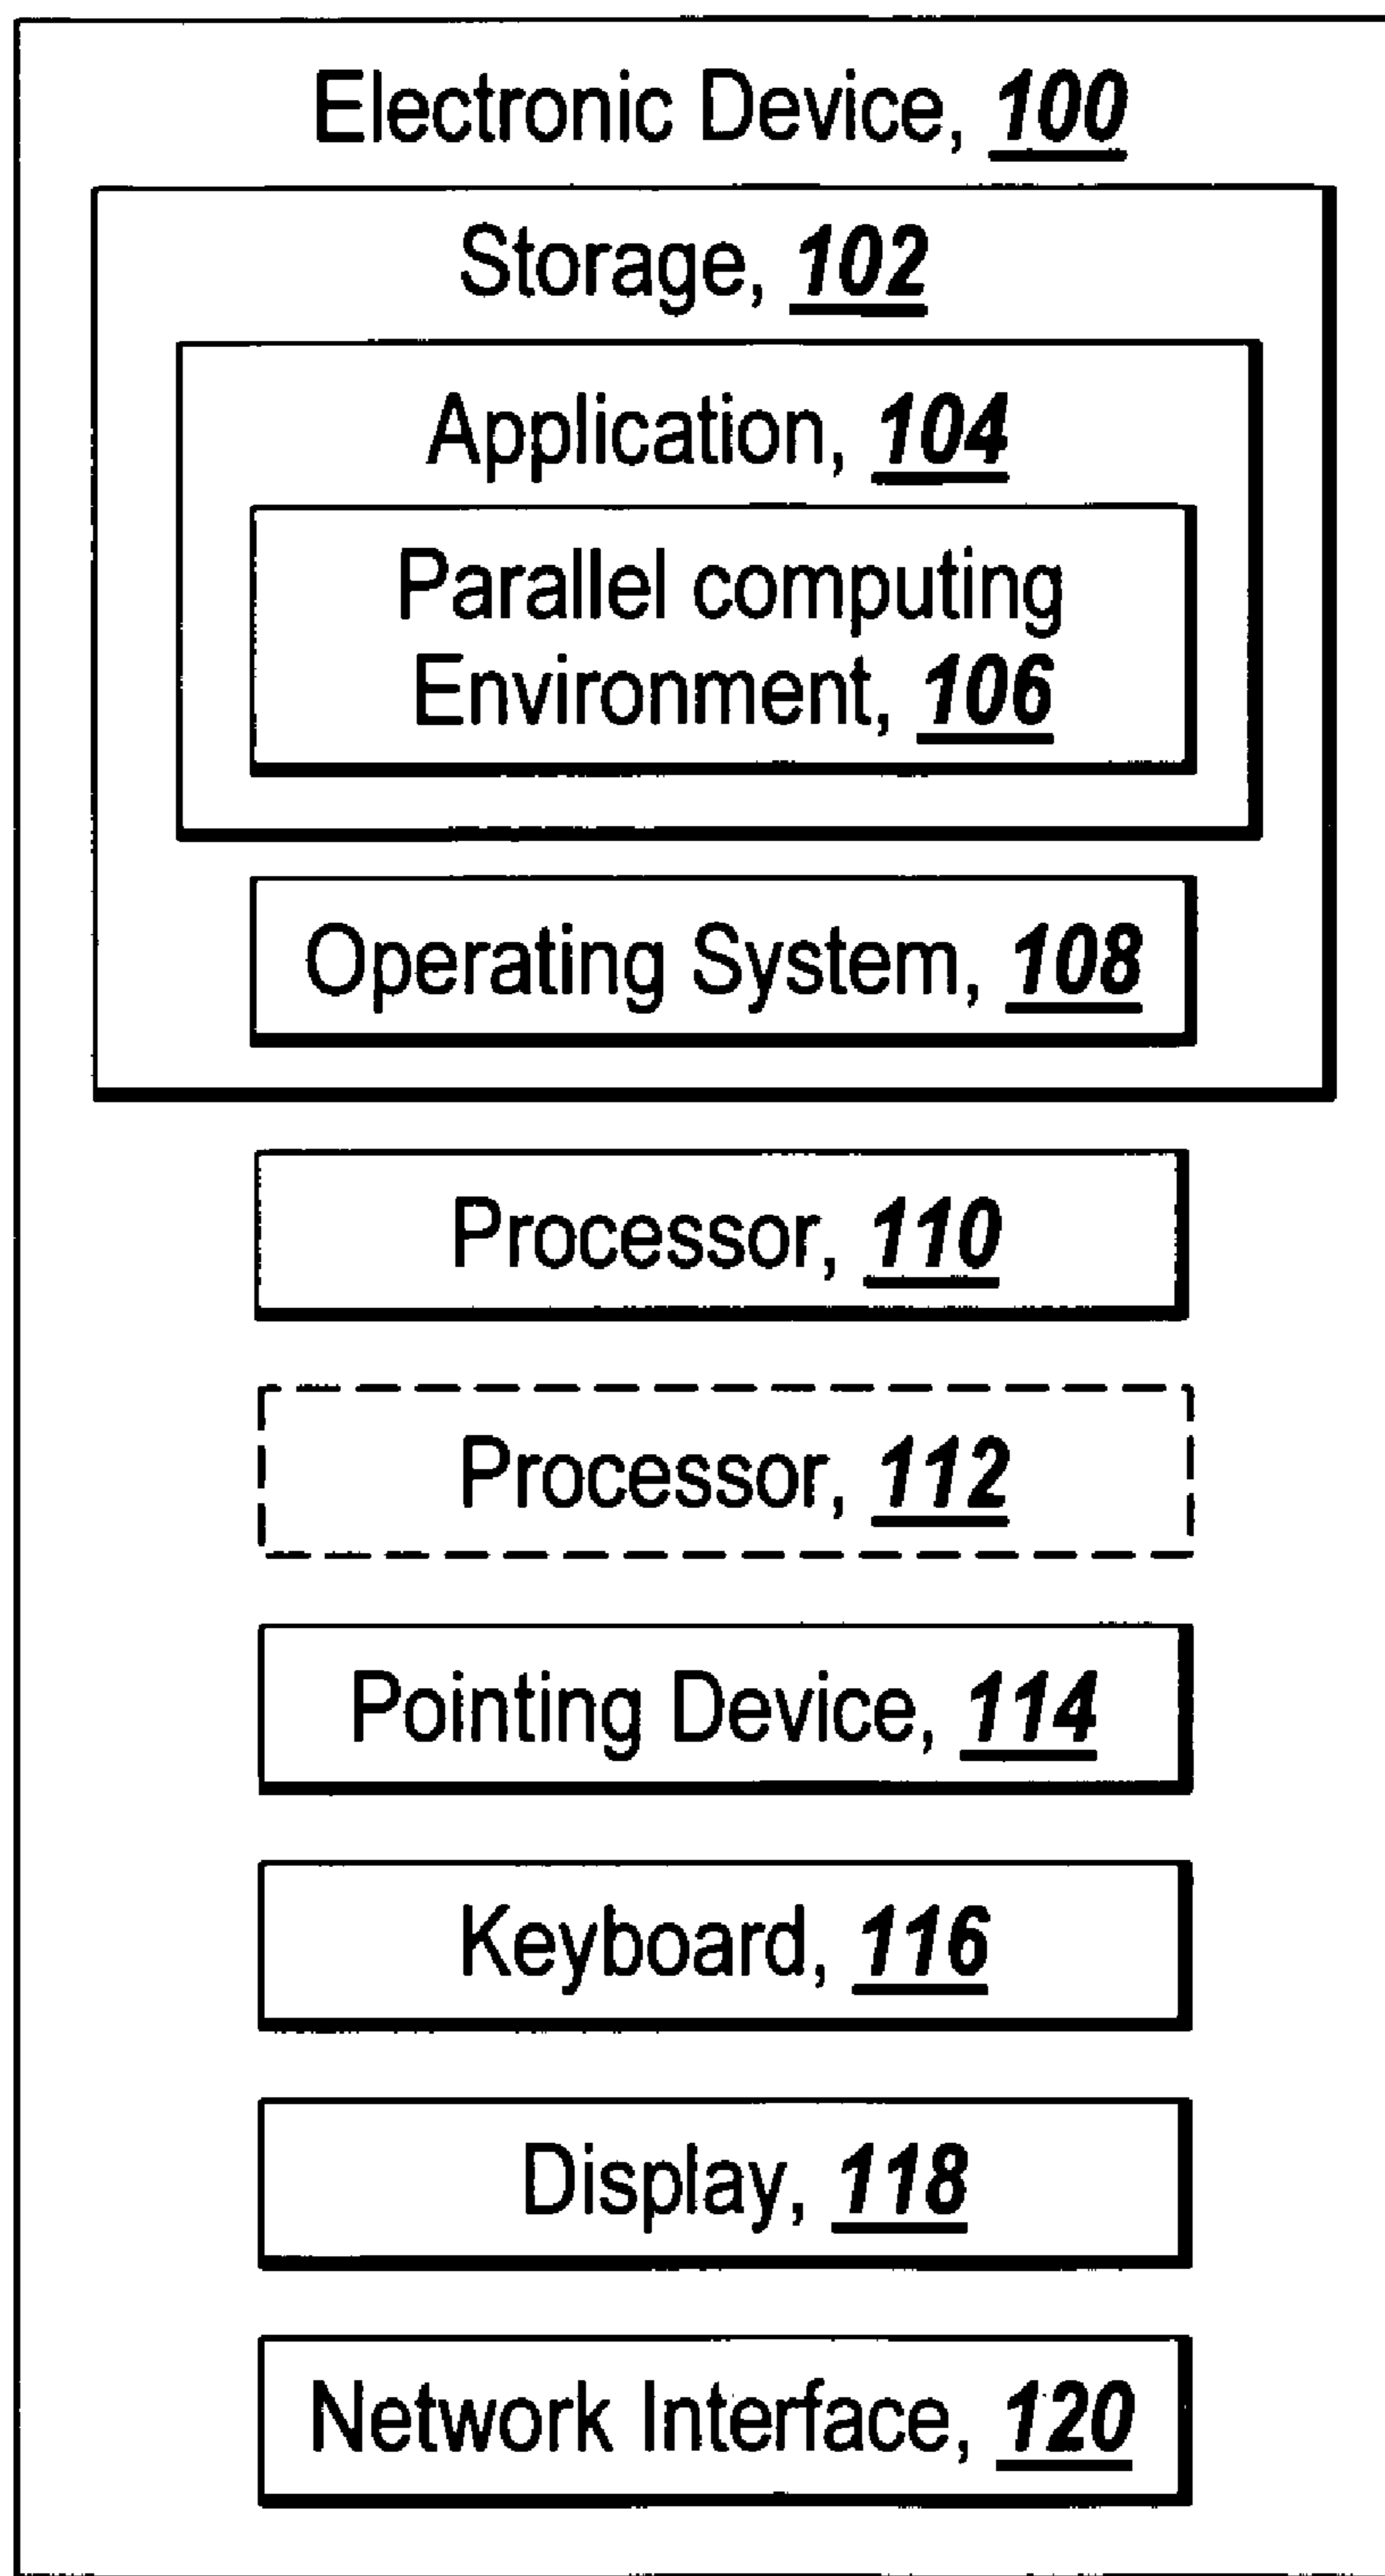 Electronic Device, 100
Storage, 102
Application, 104
Parallel computing
Environment, 106
Operating System, 108
Processor, 110
Processor, 112
Pointing Device, 114
Keyboard, 116
Display, 118
Network Interface, 120